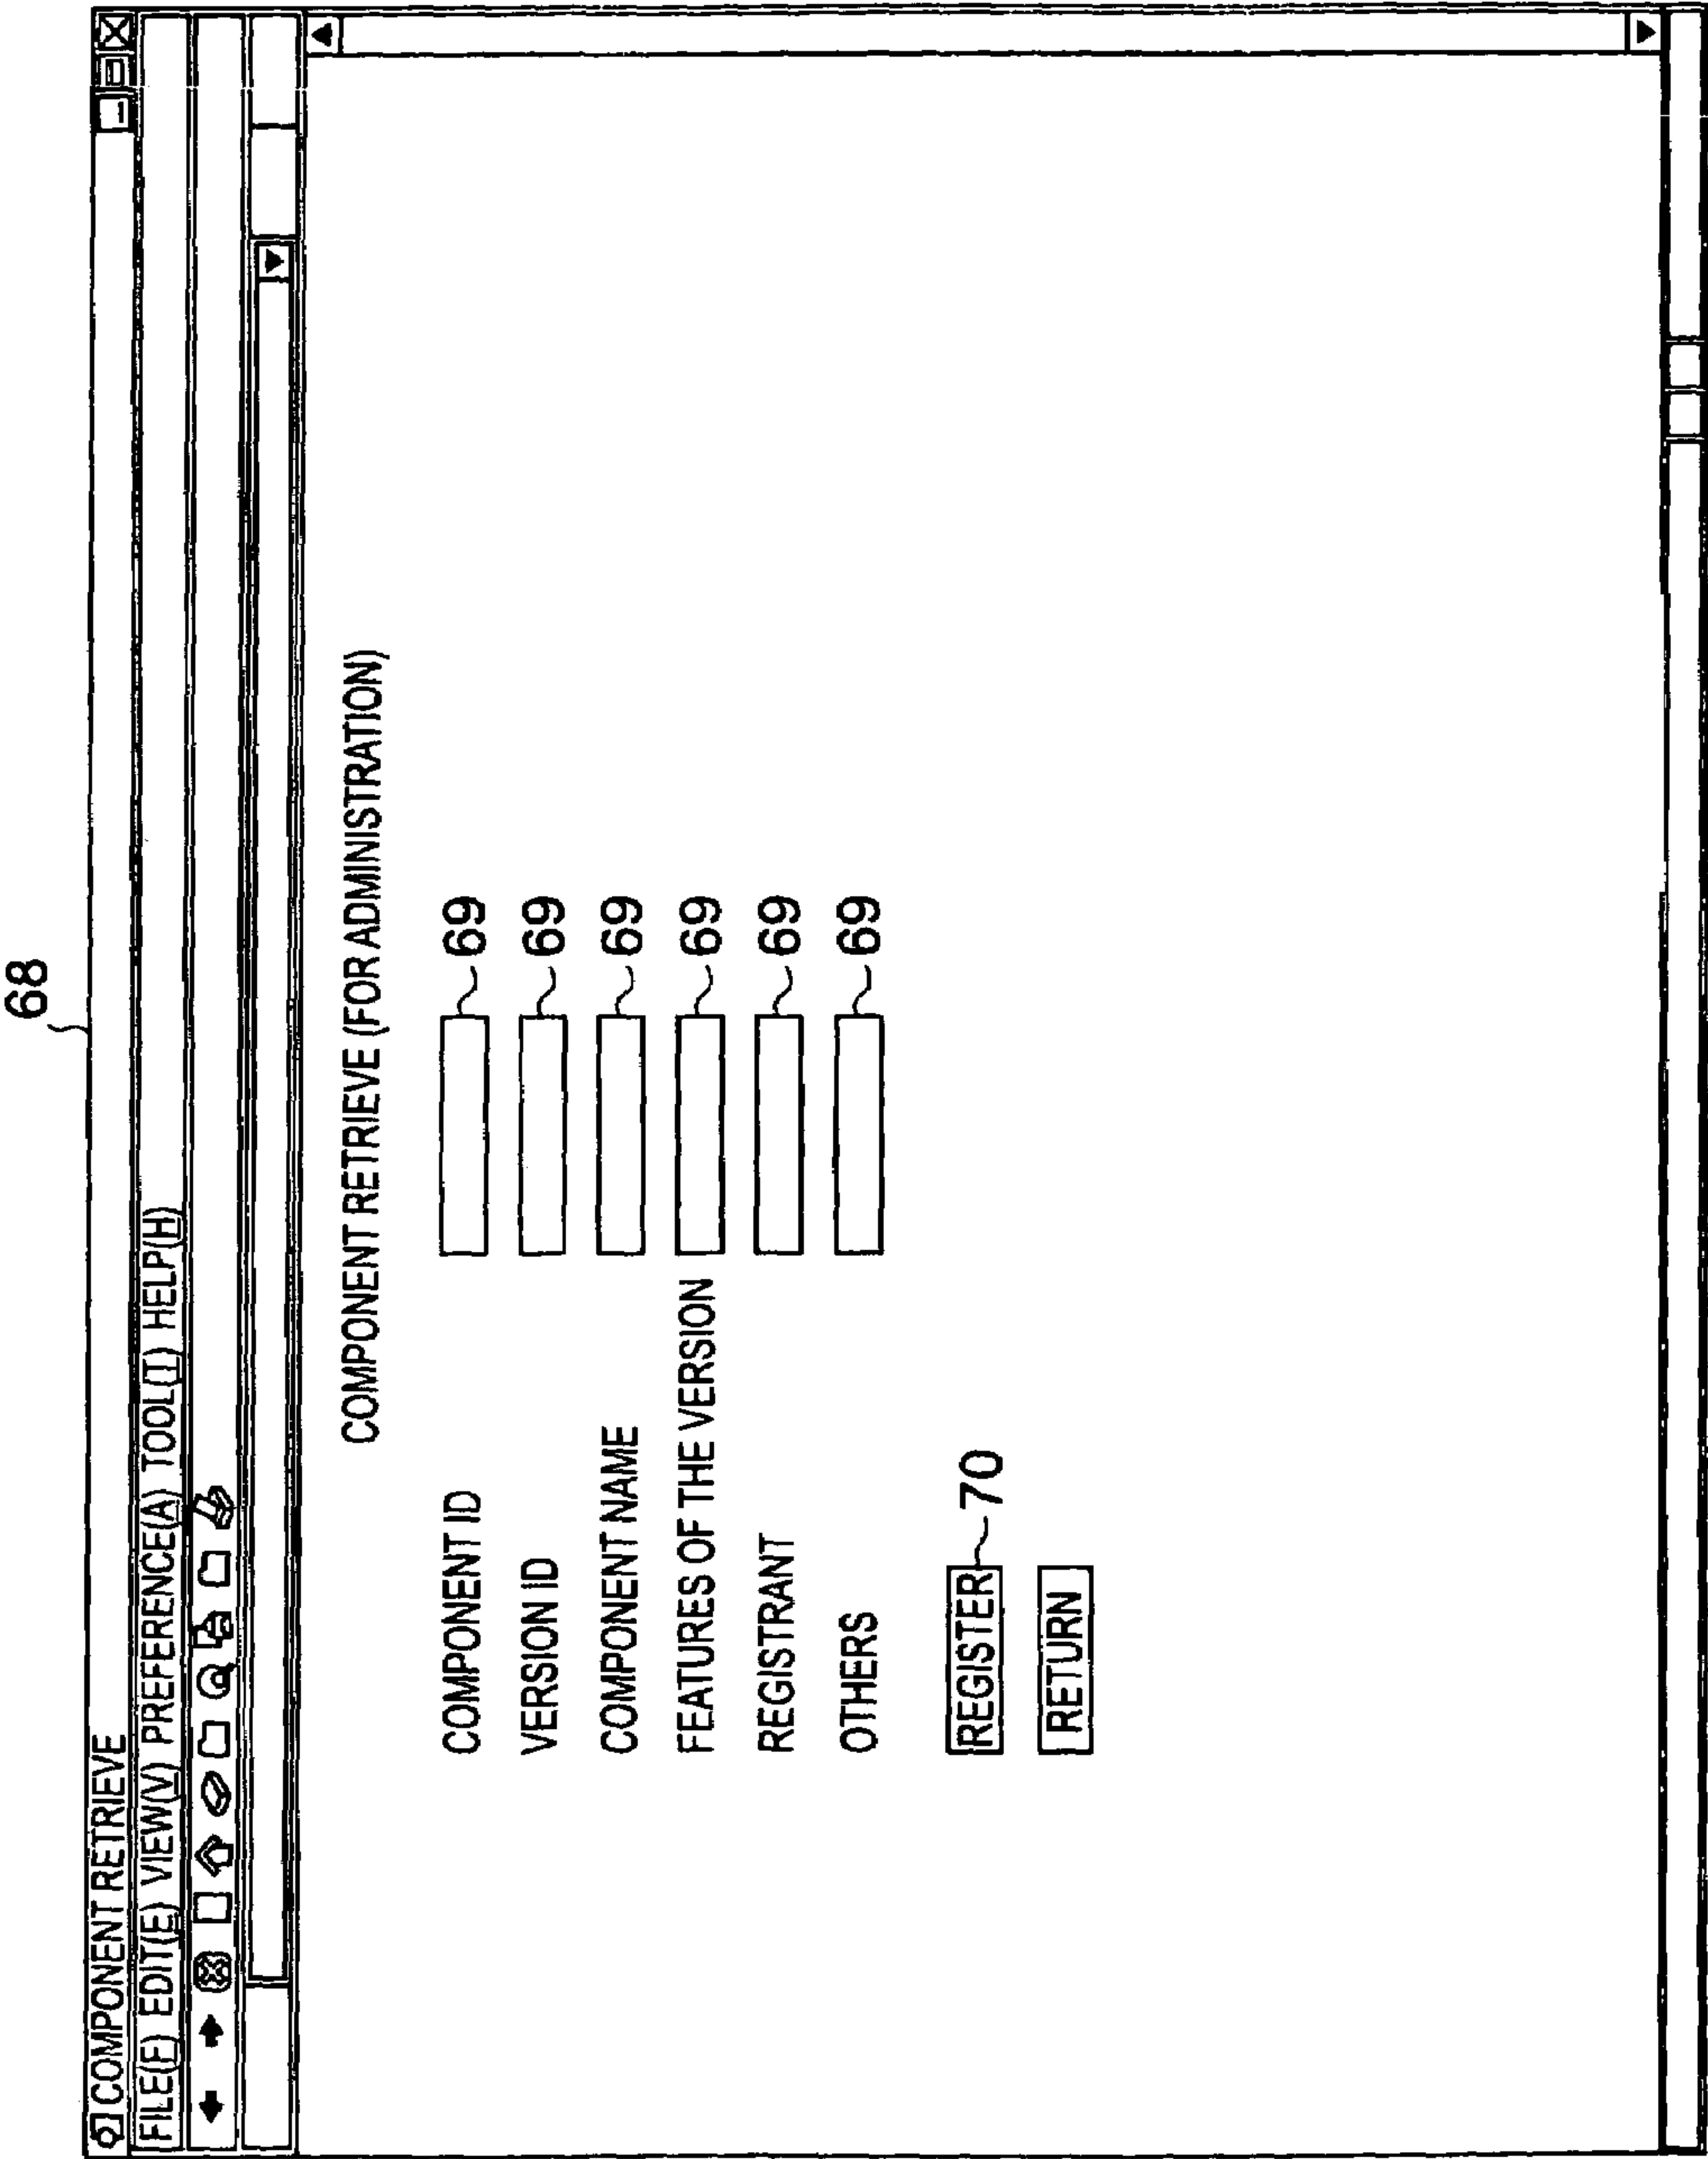 68
COMPONENT RETRIEVE
FILE(F) EDIT(E) VIEW(V) PREFERENCE(A) TOOL(T) HELP(H)
COMPONENT RETRIEVE (FOR ADMINISTRATION)
COMPONENT ID 69
VERSION ID 69
COMPONENT NAME 69
FEATURES OF THE VERSION 69
REGISTRANT 69
OTHERS 69
REGISTER 70
RETURN